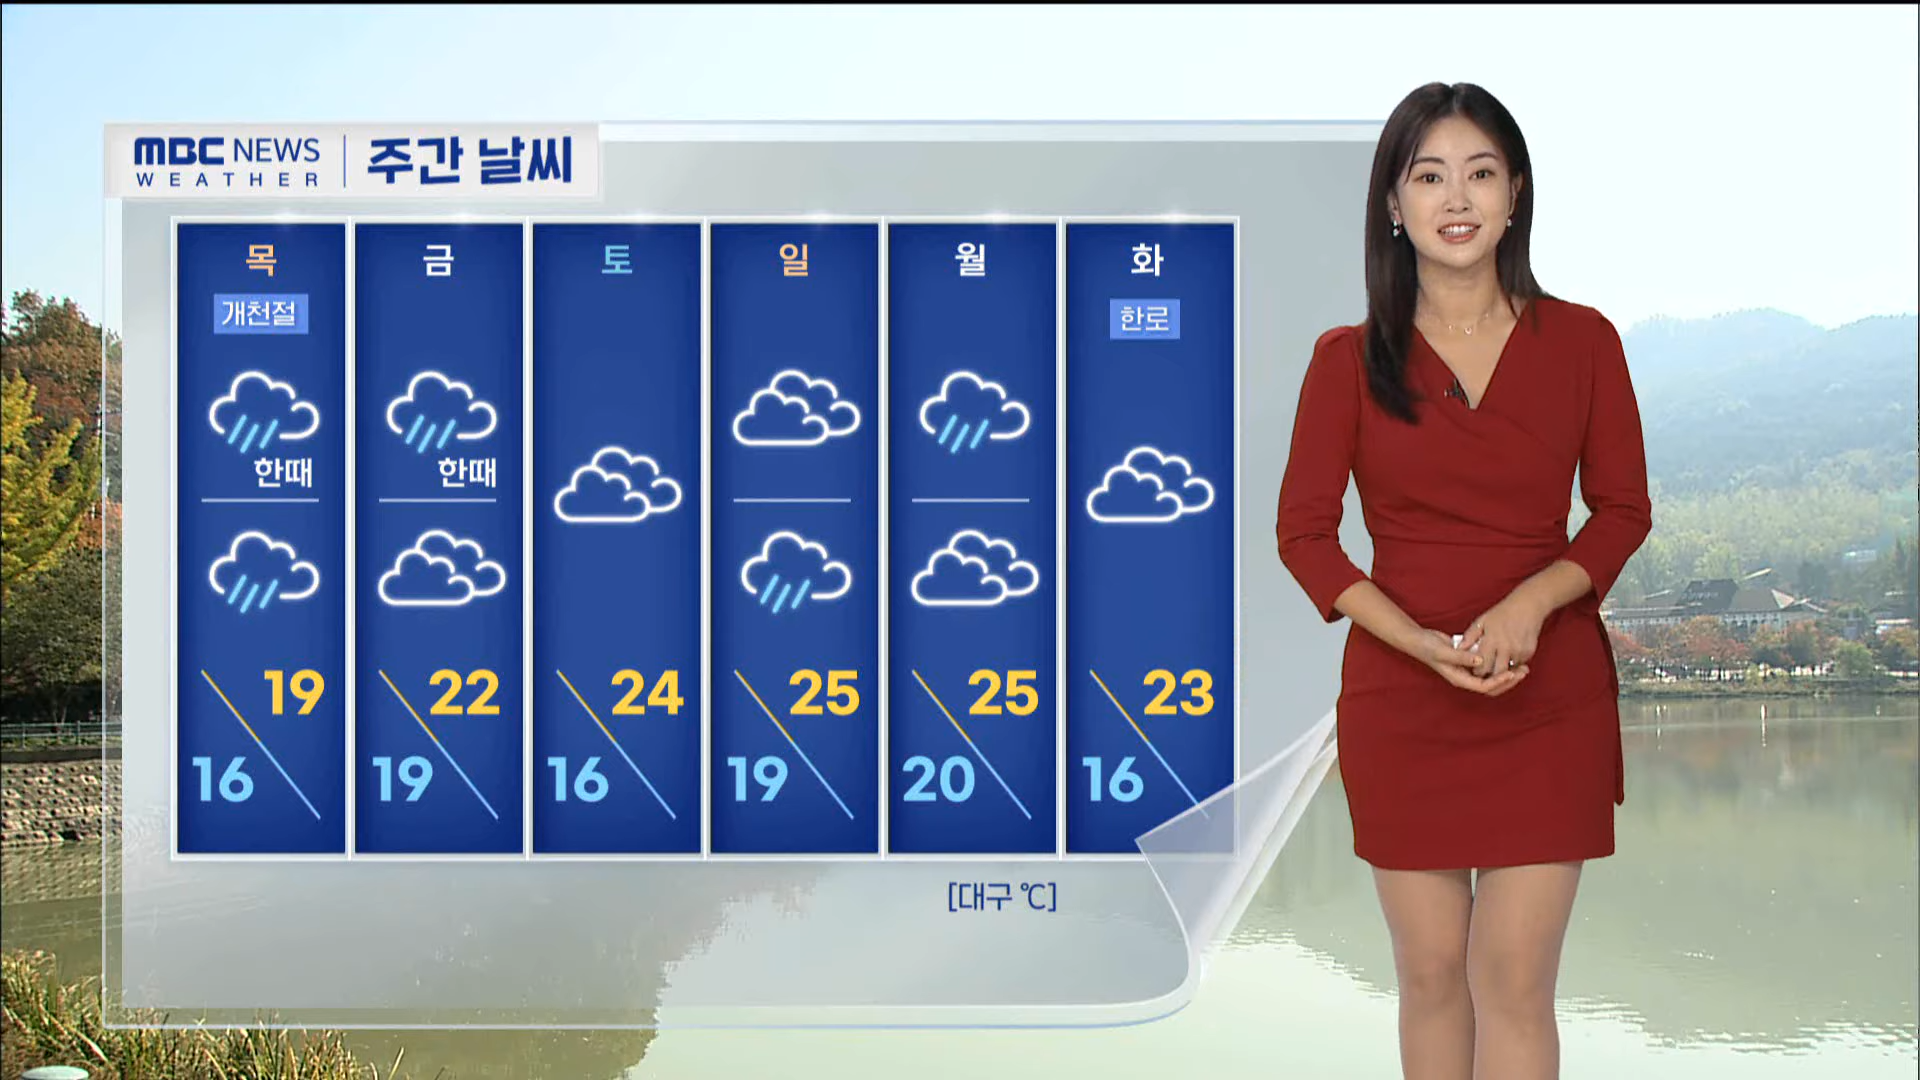 MBC NEWS
WEATHER
주간 날씨
목 금 토 일 월 화
개천절 한로
한때 한때
19 22 24 25 25 23
16 19 16 19 20 16
[대구 ℃]